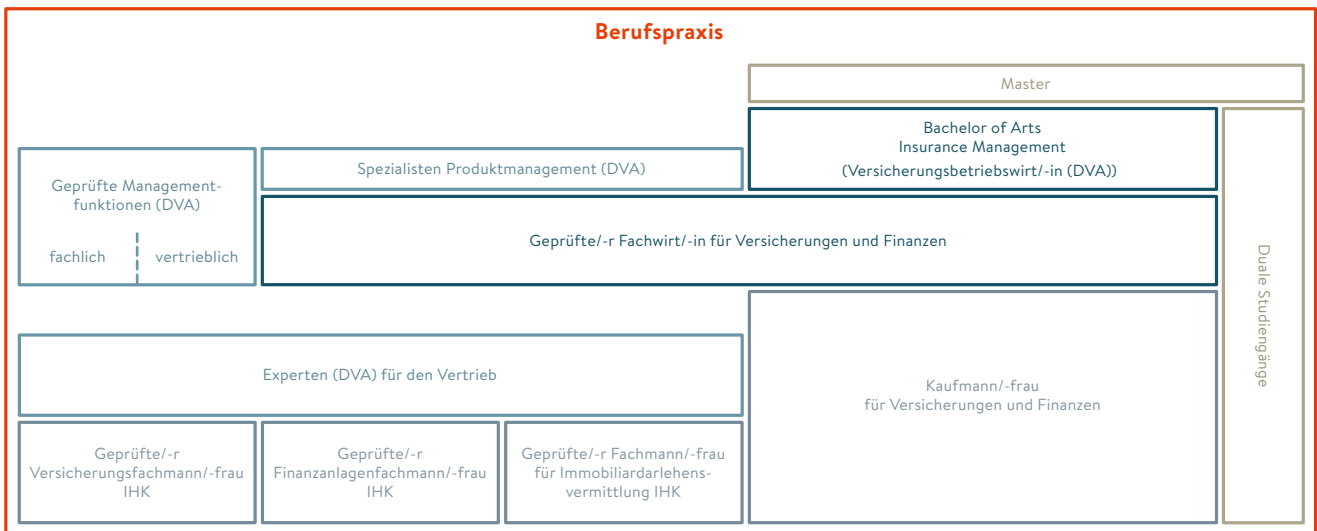 Berufspraxis
Master
Bachelor of Arts
Insurance Management
(Versicherungsbetriebswirt/-in (DVA))
Spezialisten Produktmanagement (DVA)
Geprüfte Management-
funktionen (DVA)
fachlich
vertrieblich
Geprüfte/-r Fachwirt/-in für Versicherungen und Finanzen
Duale Studiengänge
Experten (DVA) für den Vertrieb
Kaufmann/-frau
für Versicherungen und Finanzen
Geprüfte/-r
Versicherungsfachmann/-frau
IHK
Geprüfte/-r
Finanzanlagenfachmann/-frau
IHK
Geprüfte/-r Fachmann/-frau
für Immobiliardarlehens-
vermittlung IHK